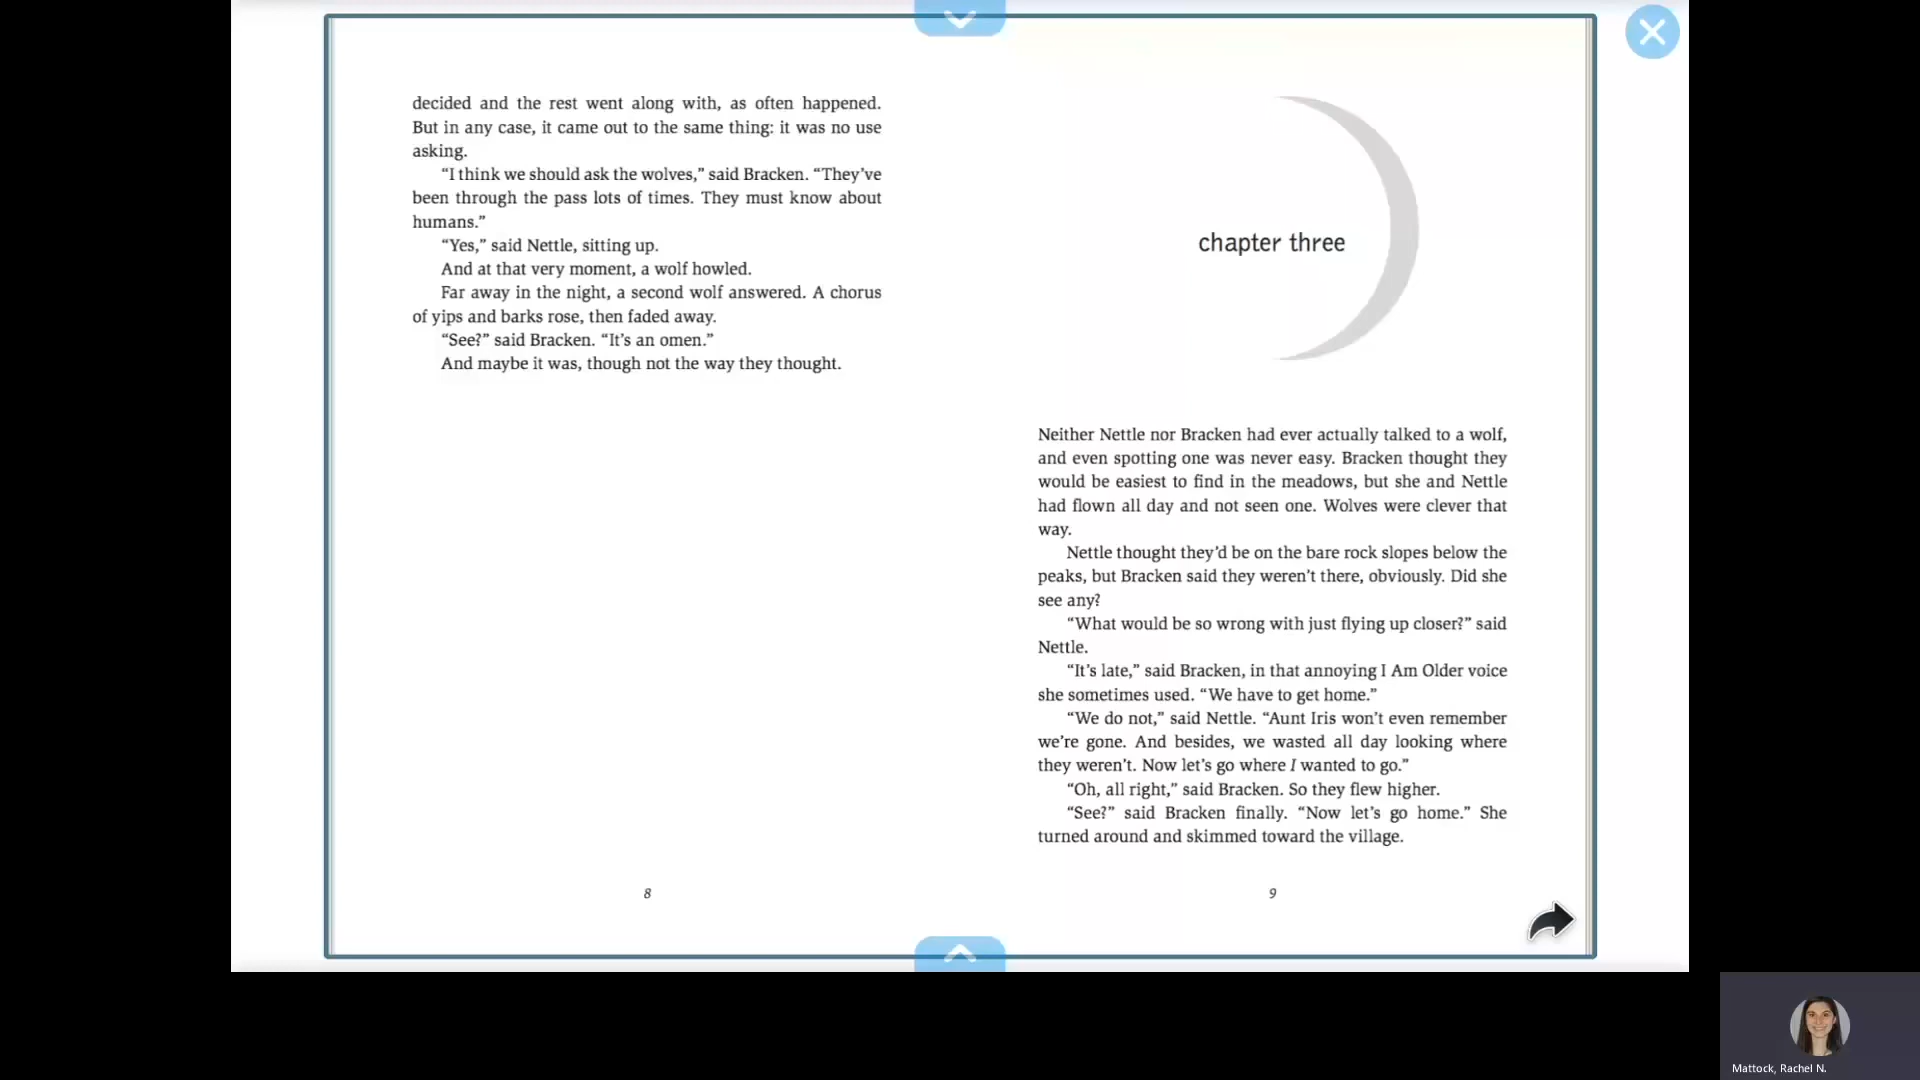 decided and the rest went along with, as often happened.
But in any case, it came out to the same thing: it was no use
asking.
“I think we should ask the wolves,” said Bracken. “They’ve
been through the pass lots of times. They must know about
humans.”
“Yes,” said Nettle, sitting up.
And at that very moment, a wolf howled.
Far away in the night, a second wolf answered. A chorus
of yips and barks rose, then faded away.
“See?” said Bracken. “It’s an omen.”
And maybe it was, though not the way they thought.
8
chapter three
Neither Nettle nor Bracken had ever actually talked to a wolf,
and even spotting one was never easy. Bracken thought they
would be easiest to find in the meadows, but she and Nettle
had flown all day and not seen one. Wolves were clever that
way.
Nettle thought they’d be on the bare rock slopes below the
peaks, but Bracken said they weren’t there, obviously. Did she
see any?
“What would be so wrong with just flying up closer?” said
Nettle.
“It’s late,” said Bracken, in that annoying I Am Older voice
she sometimes used. “We have to get home.”
“We do not,” said Nettle. “Aunt Iris won’t even remember
we’re gone. And besides, we wasted all day looking where
they weren’t. Now let’s go where I wanted to go.”
“Oh, all right,” said Bracken. So they flew higher.
“See?” said Bracken finally. “Now let’s go home.” She
turned around and skimmed toward the village.
9
Mattock, Rachel N.